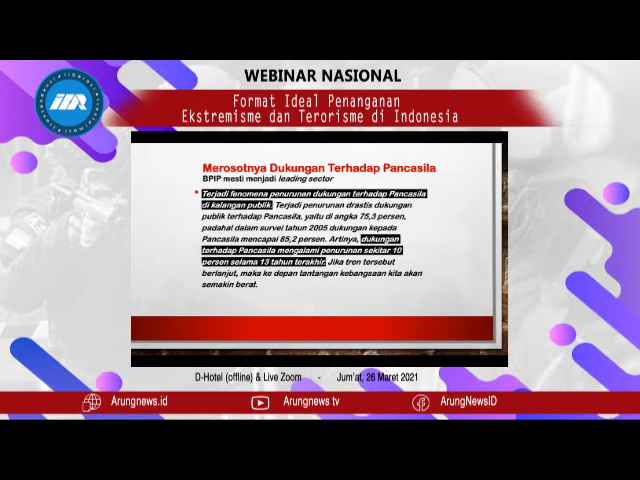 WEBINAR NASIONAL
Format Ideal Penanganan
Ekstremisme dan Terorisme di Indonesia
Merosotnya Dukungan Terhadap Pancasila
BPIP mesti menjadi leading sector
• Terjadi fenomena penurunan dukungan terhadap Pancasila
di kalangan publik. Terjadi penurunan drastis dukungan
publik terhadap Pancasila, yaitu di angka 75,3 persen,
padahal dalam survei tahun 2005 dukungan kepada
Pancasila mencapai 85,2 persen. Artinya, dukungan
terhadap Pancasila mengalami penurunan sekitar 10
persen selama 13 tahun terakhir. Jika tren tersebut
berlanjut, maka ke depan tantangan kebangsaan kita akan
semakin berat.
D-Hotel (offline) & Live Zoom - Jum'at, 26 Maret 2021
Arungnews.id Arungnews tv ArungNewsID